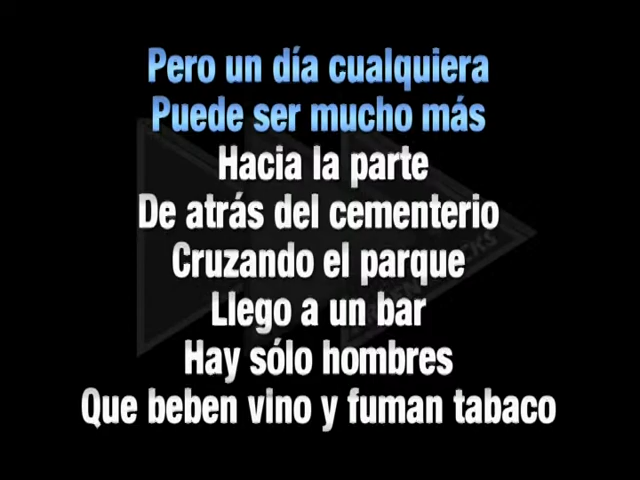 Pero un día cualquiera
Puede ser mucho más
Hacia la parte
De atrás del cementerio
Cruzando el parque
Llego a un bar
Hay sólo hombres
Que beben vino y fuman tabaco